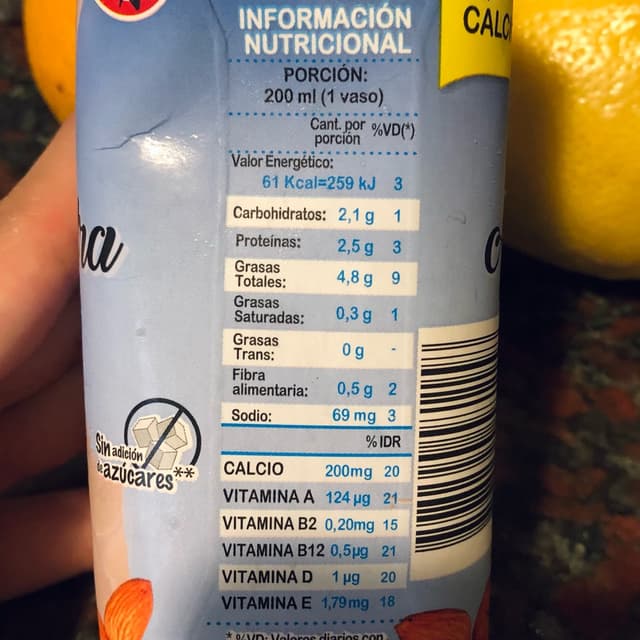 INFORMACIÓN
NUTRICIONAL
PORCIÓN:
200 ml (1 vaso)
Cant. por
porción %VD(*)
Valor Energético:
61 Kcal=259 kJ 3
Carbohidratos: 2,1 g 1
Proteínas: 2,5 g 3
Grasas
Totales: 4,8 g 9
Grasas
Saturadas: 0,3 g 1
Grasas
Trans: 0 g -
Fibra
alimentaria: 0,5 g 2
Sodio: 69 mg 3
% IDR
CALCIO 200mg 20
VITAMINA A 124 µg 21
VITAMINA B2 0,20mg 15
VITAMINA B12 0,5µg 21
VITAMINA D 1 µg 20
VITAMINA E 1,79mg 18
* %VD: Valores diarios con
Sin adición
de azúcares**
CALC